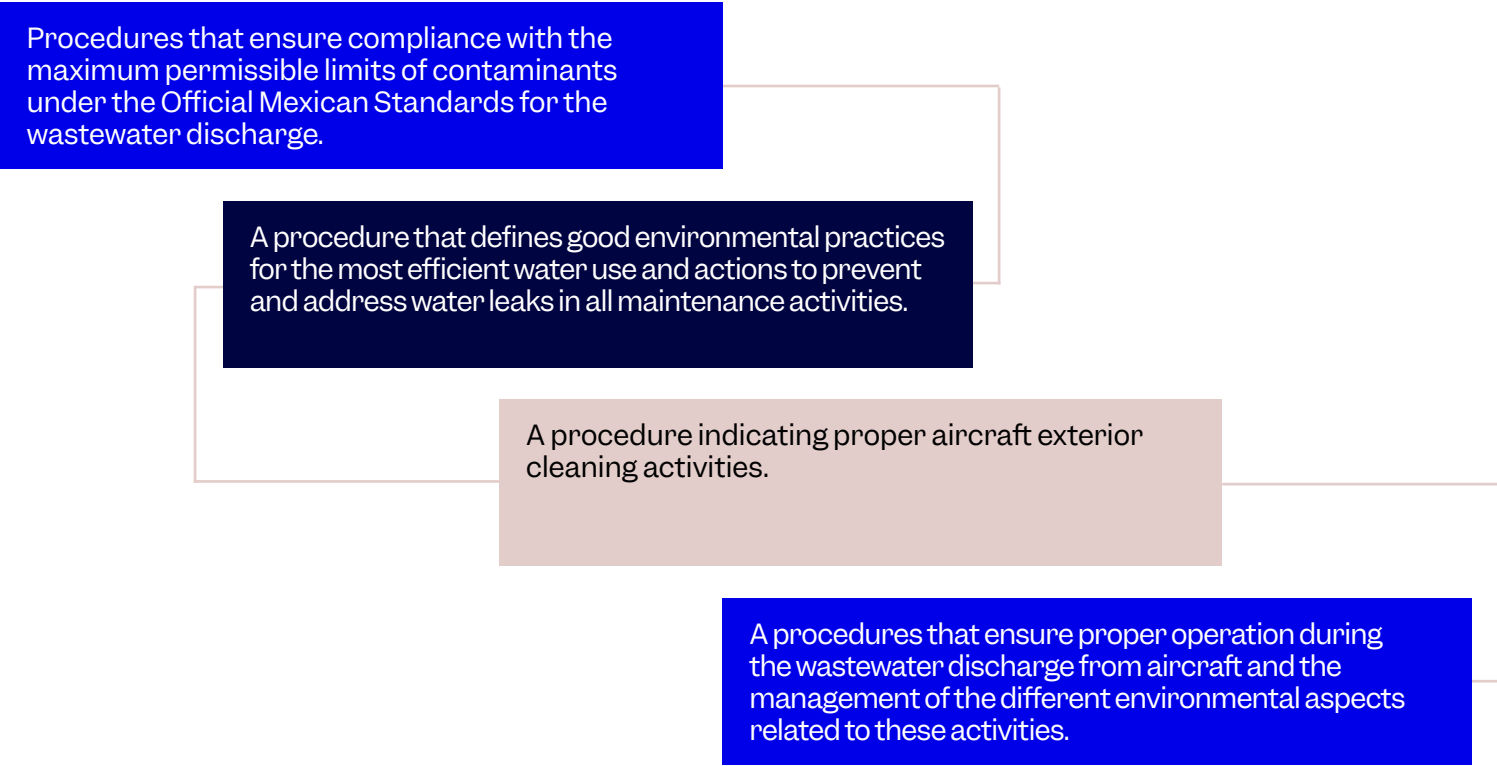 Procedures that ensure compliance with the
maximum permissible limits of contaminants
under the Official Mexican Standards for the
wastewater discharge.
A procedure that defines good environmental practices
for the most efficient water use and actions to prevent
and address water leaks in all maintenance activities.
A procedure indicating proper aircraft exterior
cleaning activities.
A procedures that ensure proper operation during
the wastewater discharge from aircraft and the
management of the different environmental aspects
related to these activities.